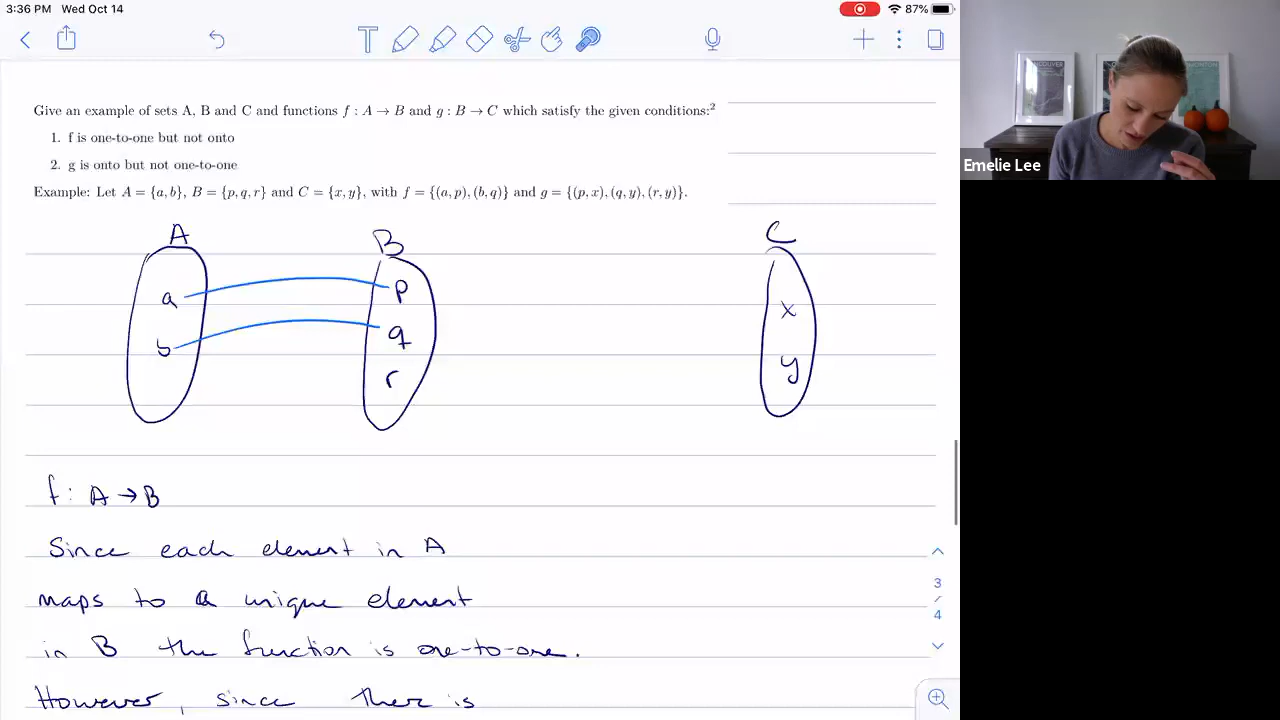 3:36 PM Wed Oct 14
87%
Give an example of sets A, B and C and functions f : A → B and g : B → C which satisfy the given conditions:²
1. f is one-to-one but not onto
2. g is onto but not one-to-one
Example: Let A = {a, b}, B = {p, q, r} and C = {x, y}, with f = {(a, p), (b, q)} and g = {(p, x), (q, y), (r, y)}.
A B C
a p x
b q y
r
f: A → B
Since each element in A
maps to a unique element
in B the function is one-to-one.
However, since there is
3 / 4
Emelie Lee